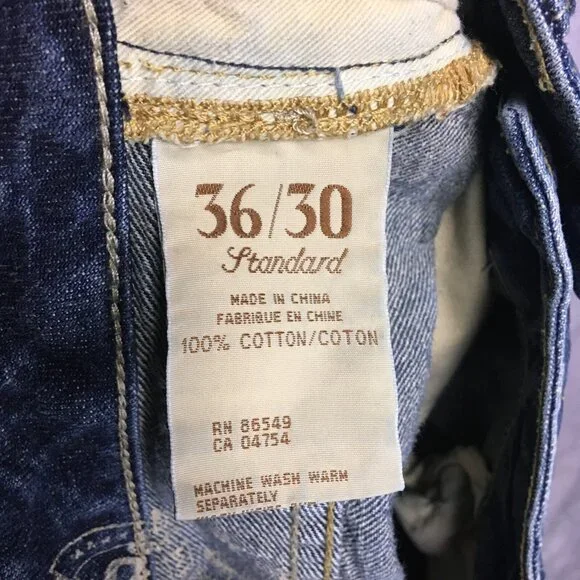 36/30
Standard
MADE IN CHINA
FABRIQUE EN CHINE
100% COTTON/COTON
RN 86549
CA 04754
MACHINE WASH WARM
SEPARATELY